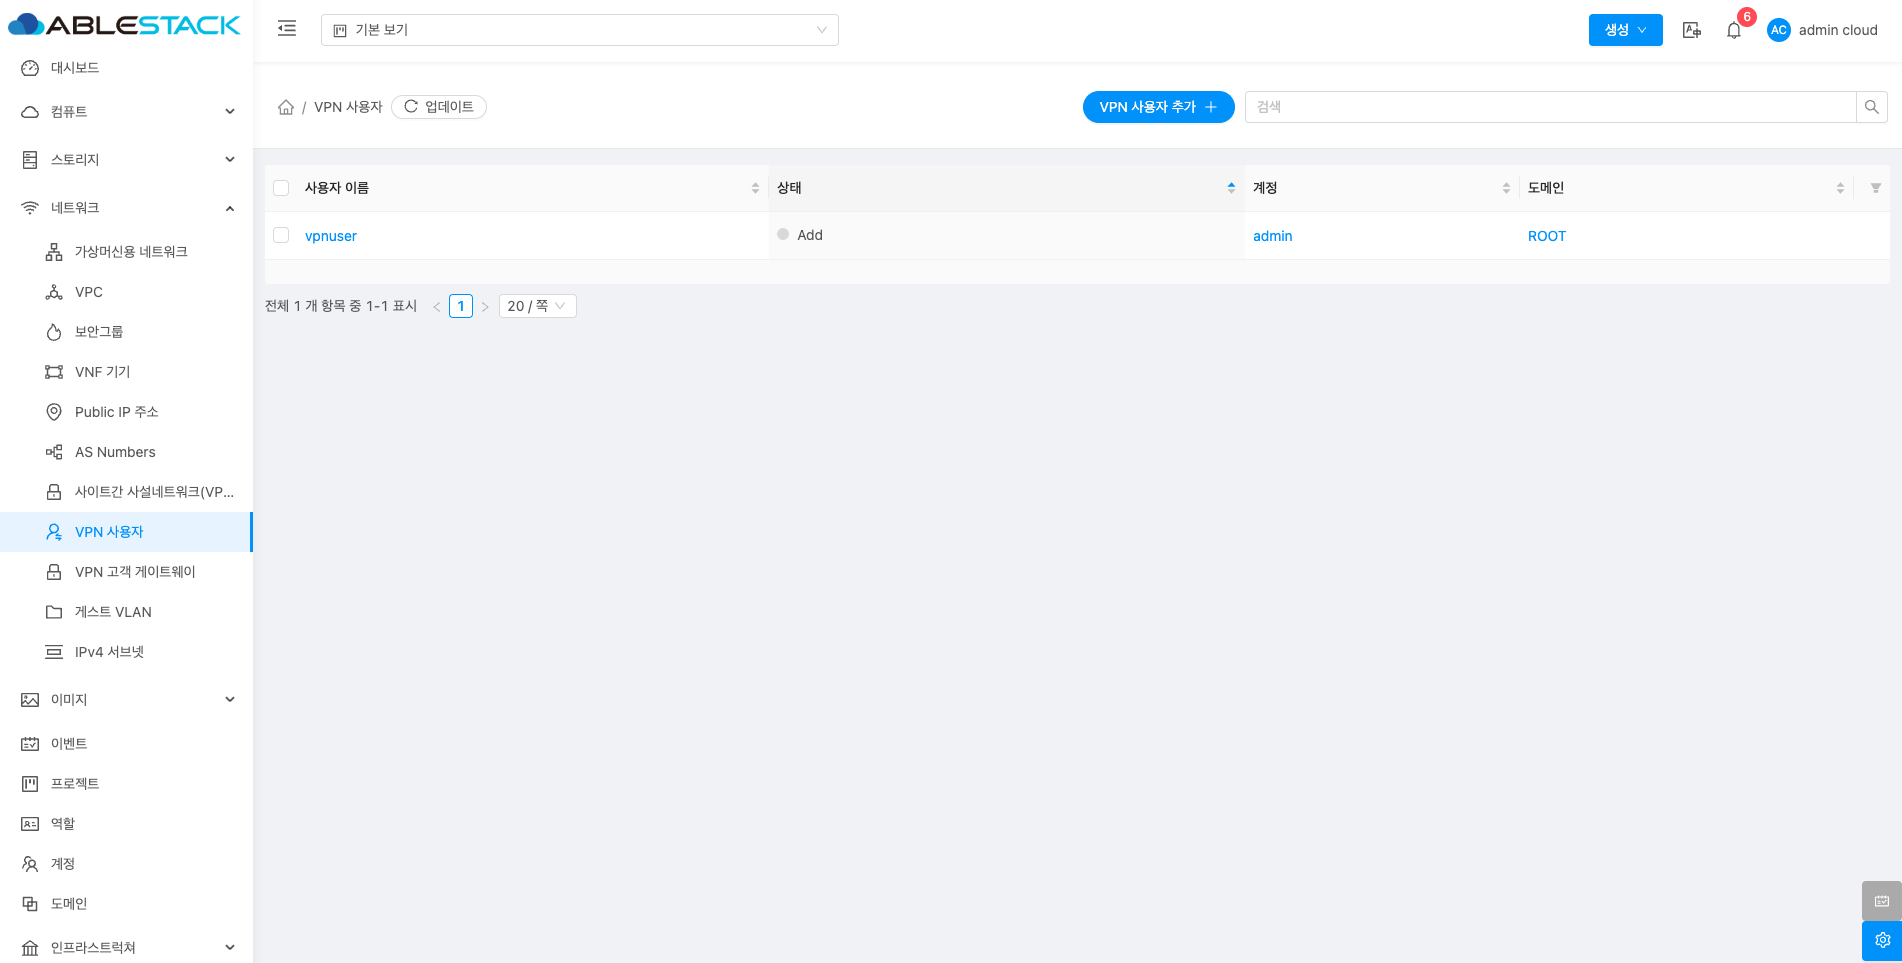 ABLESTACK
기본 보기
생성
6
AC
admin cloud
대시보드
컴퓨트
스토리지
네트워크
가상머신용 네트워크
VPC
보안그룹
VNF 기기
Public IP 주소
AS Numbers
사이트간 사설네트워크(VP...
VPN 사용자
VPN 고객 게이트웨이
게스트 VLAN
IPv4 서브넷
이미지
이벤트
프로젝트
역할
계정
도메인
인프라스트럭쳐
/ VPN 사용자
업데이트
VPN 사용자 추가
검색
사용자 이름
상태
계정
도메인
vpnuser
Add
admin
ROOT
전체 1 개 항목 중 1-1 표시
1
20 / 쪽